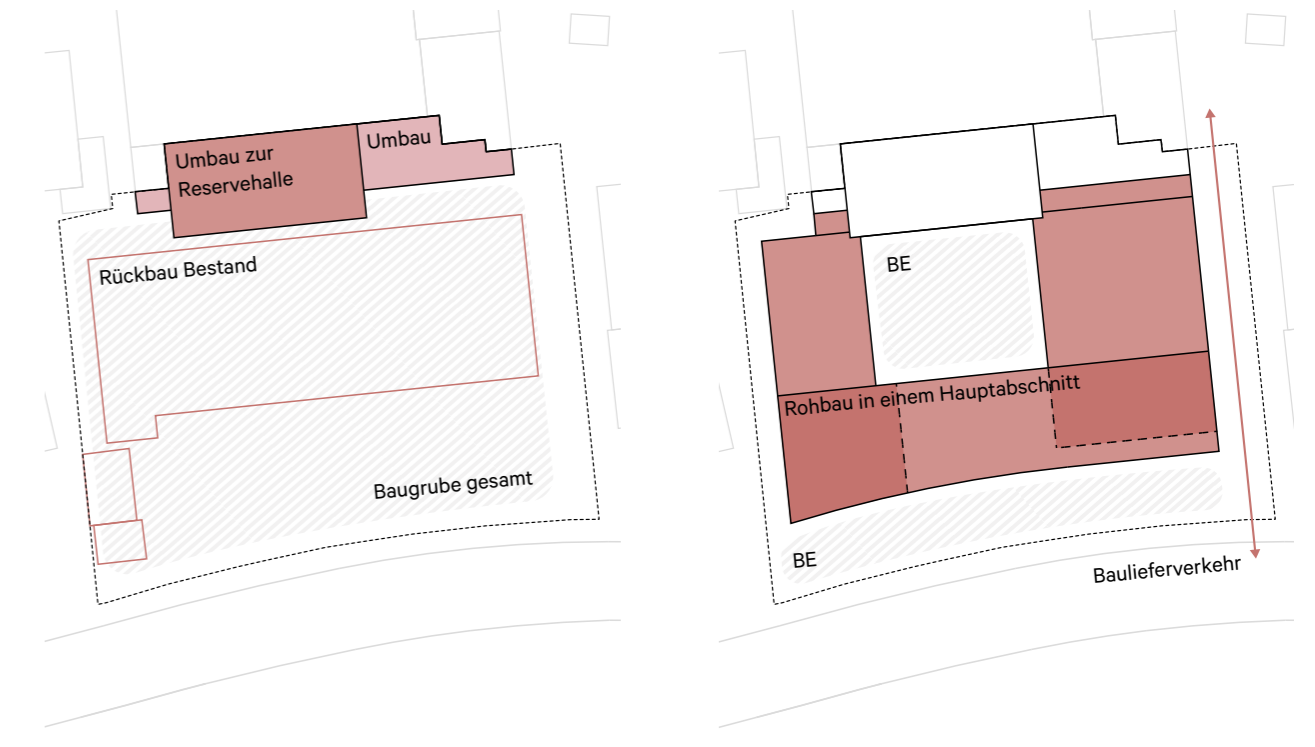 Umbau zur
Reservehalle
Umbau
Rückbau Bestand
Baugrube gesamt
BE
Rohbau in einem Hauptabschnitt
BE
Baulieferverkehr